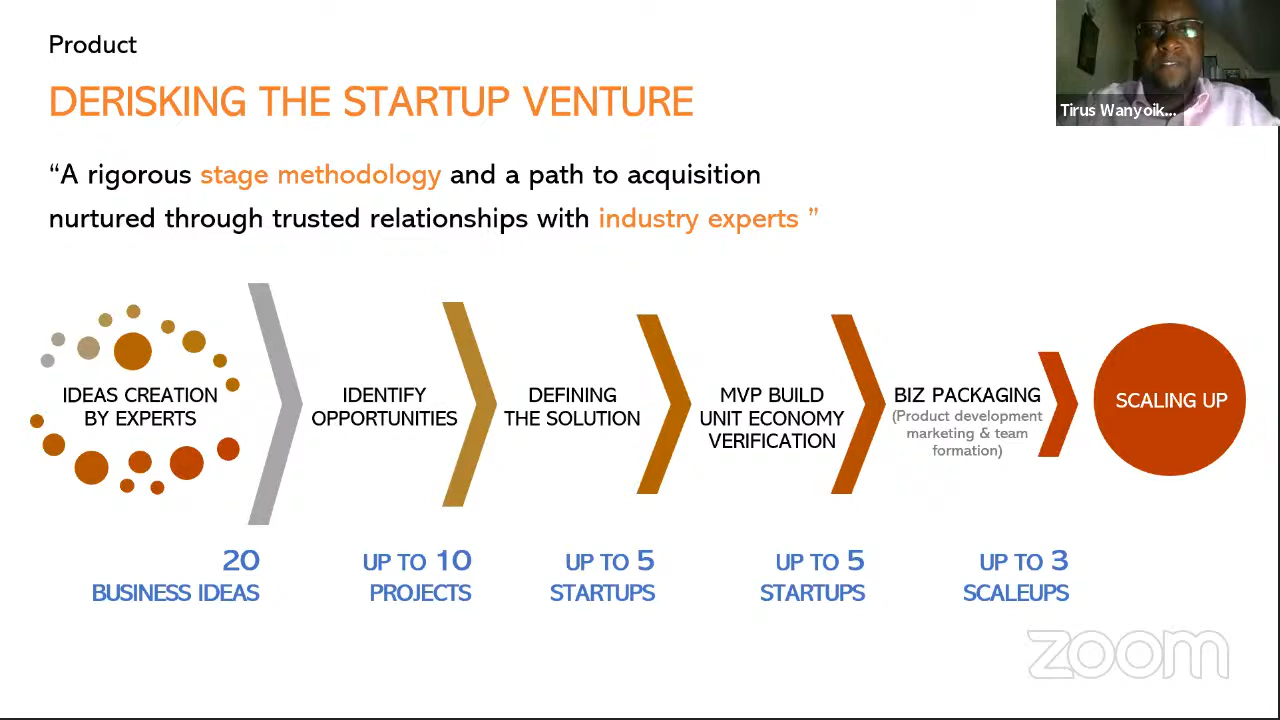 Product
DERISKING THE STARTUP VENTURE
Tirus Wanyoik...
“A rigorous stage methodology and a path to acquisition
nurtured through trusted relationships with industry experts ”
IDEAS CREATION
BY EXPERTS
IDENTIFY
OPPORTUNITIES
DEFINING
THE SOLUTION
MVP BUILD
UNIT ECONOMY
VERIFICATION
BIZ PACKAGING
(Product development
marketing & team
formation)
SCALING UP
20
BUSINESS IDEAS
UP TO 10
PROJECTS
UP TO 5
STARTUPS
UP TO 5
STARTUPS
UP TO 3
SCALEUPS
zoom